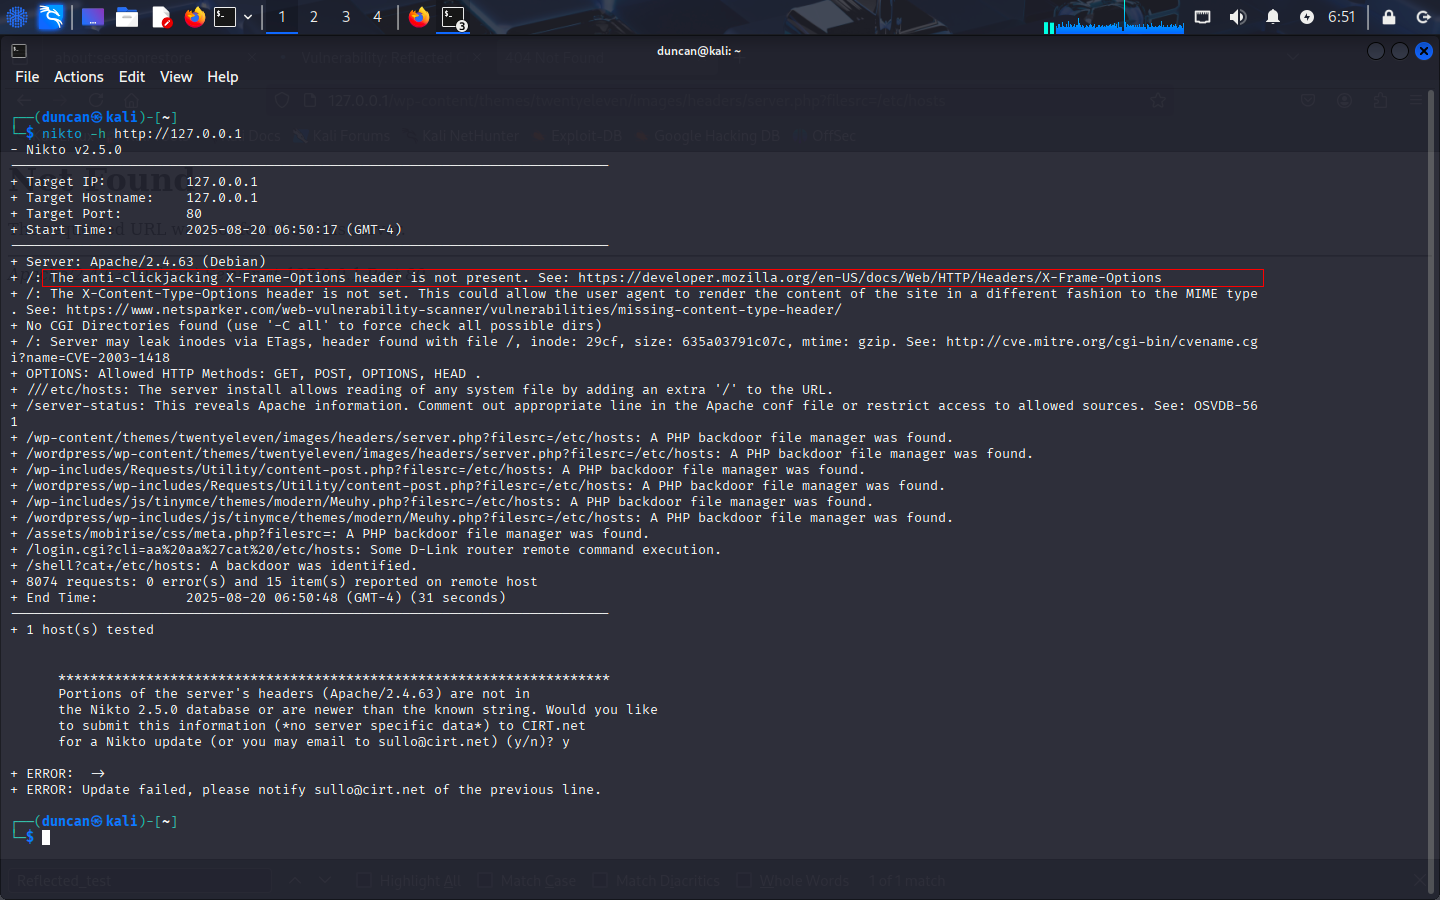 1 2 3 4
3
6:51
duncan@kali: ~
File Actions Edit View Help
┌──(duncan㉿kali)-[~]
└─$ nikto -h http://127.0.0.1
- Nikto v2.5.0
---------------------------------------------------------------------------
+ Target IP: 127.0.0.1
+ Target Hostname: 127.0.0.1
+ Target Port: 80
+ Start Time: 2025-08-20 06:50:17 (GMT-4)
---------------------------------------------------------------------------
+ Server: Apache/2.4.63 (Debian)
+ /: The anti-clickjacking X-Frame-Options header is not present. See: https://developer.mozilla.org/en-US/docs/Web/HTTP/Headers/X-Frame-Options
+ /: The X-Content-Type-Options header is not set. This could allow the user agent to render the content of the site in a different fashion to the MIME type
. See: https://www.netsparker.com/web-vulnerability-scanner/vulnerabilities/missing-content-type-header/
+ No CGI Directories found (use '-C all' to force check all possible dirs)
+ /: Server may leak inodes via ETags, header found with file /, inode: 29cf, size: 635a03791c07c, mtime: gzip. See: http://cve.mitre.org/cgi-bin/cvename.cg
i?name=CVE-2003-1418
+ OPTIONS: Allowed HTTP Methods: GET, POST, OPTIONS, HEAD .
+ ///etc/hosts: The server install allows reading of any system file by adding an extra '/' to the URL.
+ /server-status: This reveals Apache information. Comment out appropriate line in the Apache conf file or restrict access to allowed sources. See: OSVDB-56
1
+ /wp-content/themes/twentyeleven/images/headers/server.php?filesrc=/etc/hosts: A PHP backdoor file manager was found.
+ /wordpress/wp-content/themes/twentyeleven/images/headers/server.php?filesrc=/etc/hosts: A PHP backdoor file manager was found.
+ /wp-includes/Requests/Utility/content-post.php?filesrc=/etc/hosts: A PHP backdoor file manager was found.
+ /wordpress/wp-includes/Requests/Utility/content-post.php?filesrc=/etc/hosts: A PHP backdoor file manager was found.
+ /wp-includes/js/tinymce/themes/modern/Meuhy.php?filesrc=/etc/hosts: A PHP backdoor file manager was found.
+ /wordpress/wp-includes/js/tinymce/themes/modern/Meuhy.php?filesrc=/etc/hosts: A PHP backdoor file manager was found.
+ /assets/mobirise/css/meta.php?filesrc=: A PHP backdoor file manager was found.
+ /login.cgi?cli=aa%20aa%27cat%20/etc/hosts: Some D-Link router remote command execution.
+ /shell?cat+/etc/hosts: A backdoor was identified.
+ 8074 requests: 0 error(s) and 15 item(s) reported on remote host
+ End Time: 2025-08-20 06:50:48 (GMT-4) (31 seconds)
---------------------------------------------------------------------------
+ 1 host(s) tested
*********************************************************************
Portions of the server's headers (Apache/2.4.63) are not in
the Nikto 2.5.0 database or are newer than the known string. Would you like
to submit this information (*no server specific data*) to CIRT.net
for a Nikto update (or you may email to sullo@cirt.net) (y/n)? y
+ ERROR: ->
+ ERROR: Update failed, please notify sullo@cirt.net of the previous line.
┌──(duncan㉿kali)-[~]
└─$
Reflected_test Highlight All Match Case Match Diacritics Whole Words 1 of 1 match